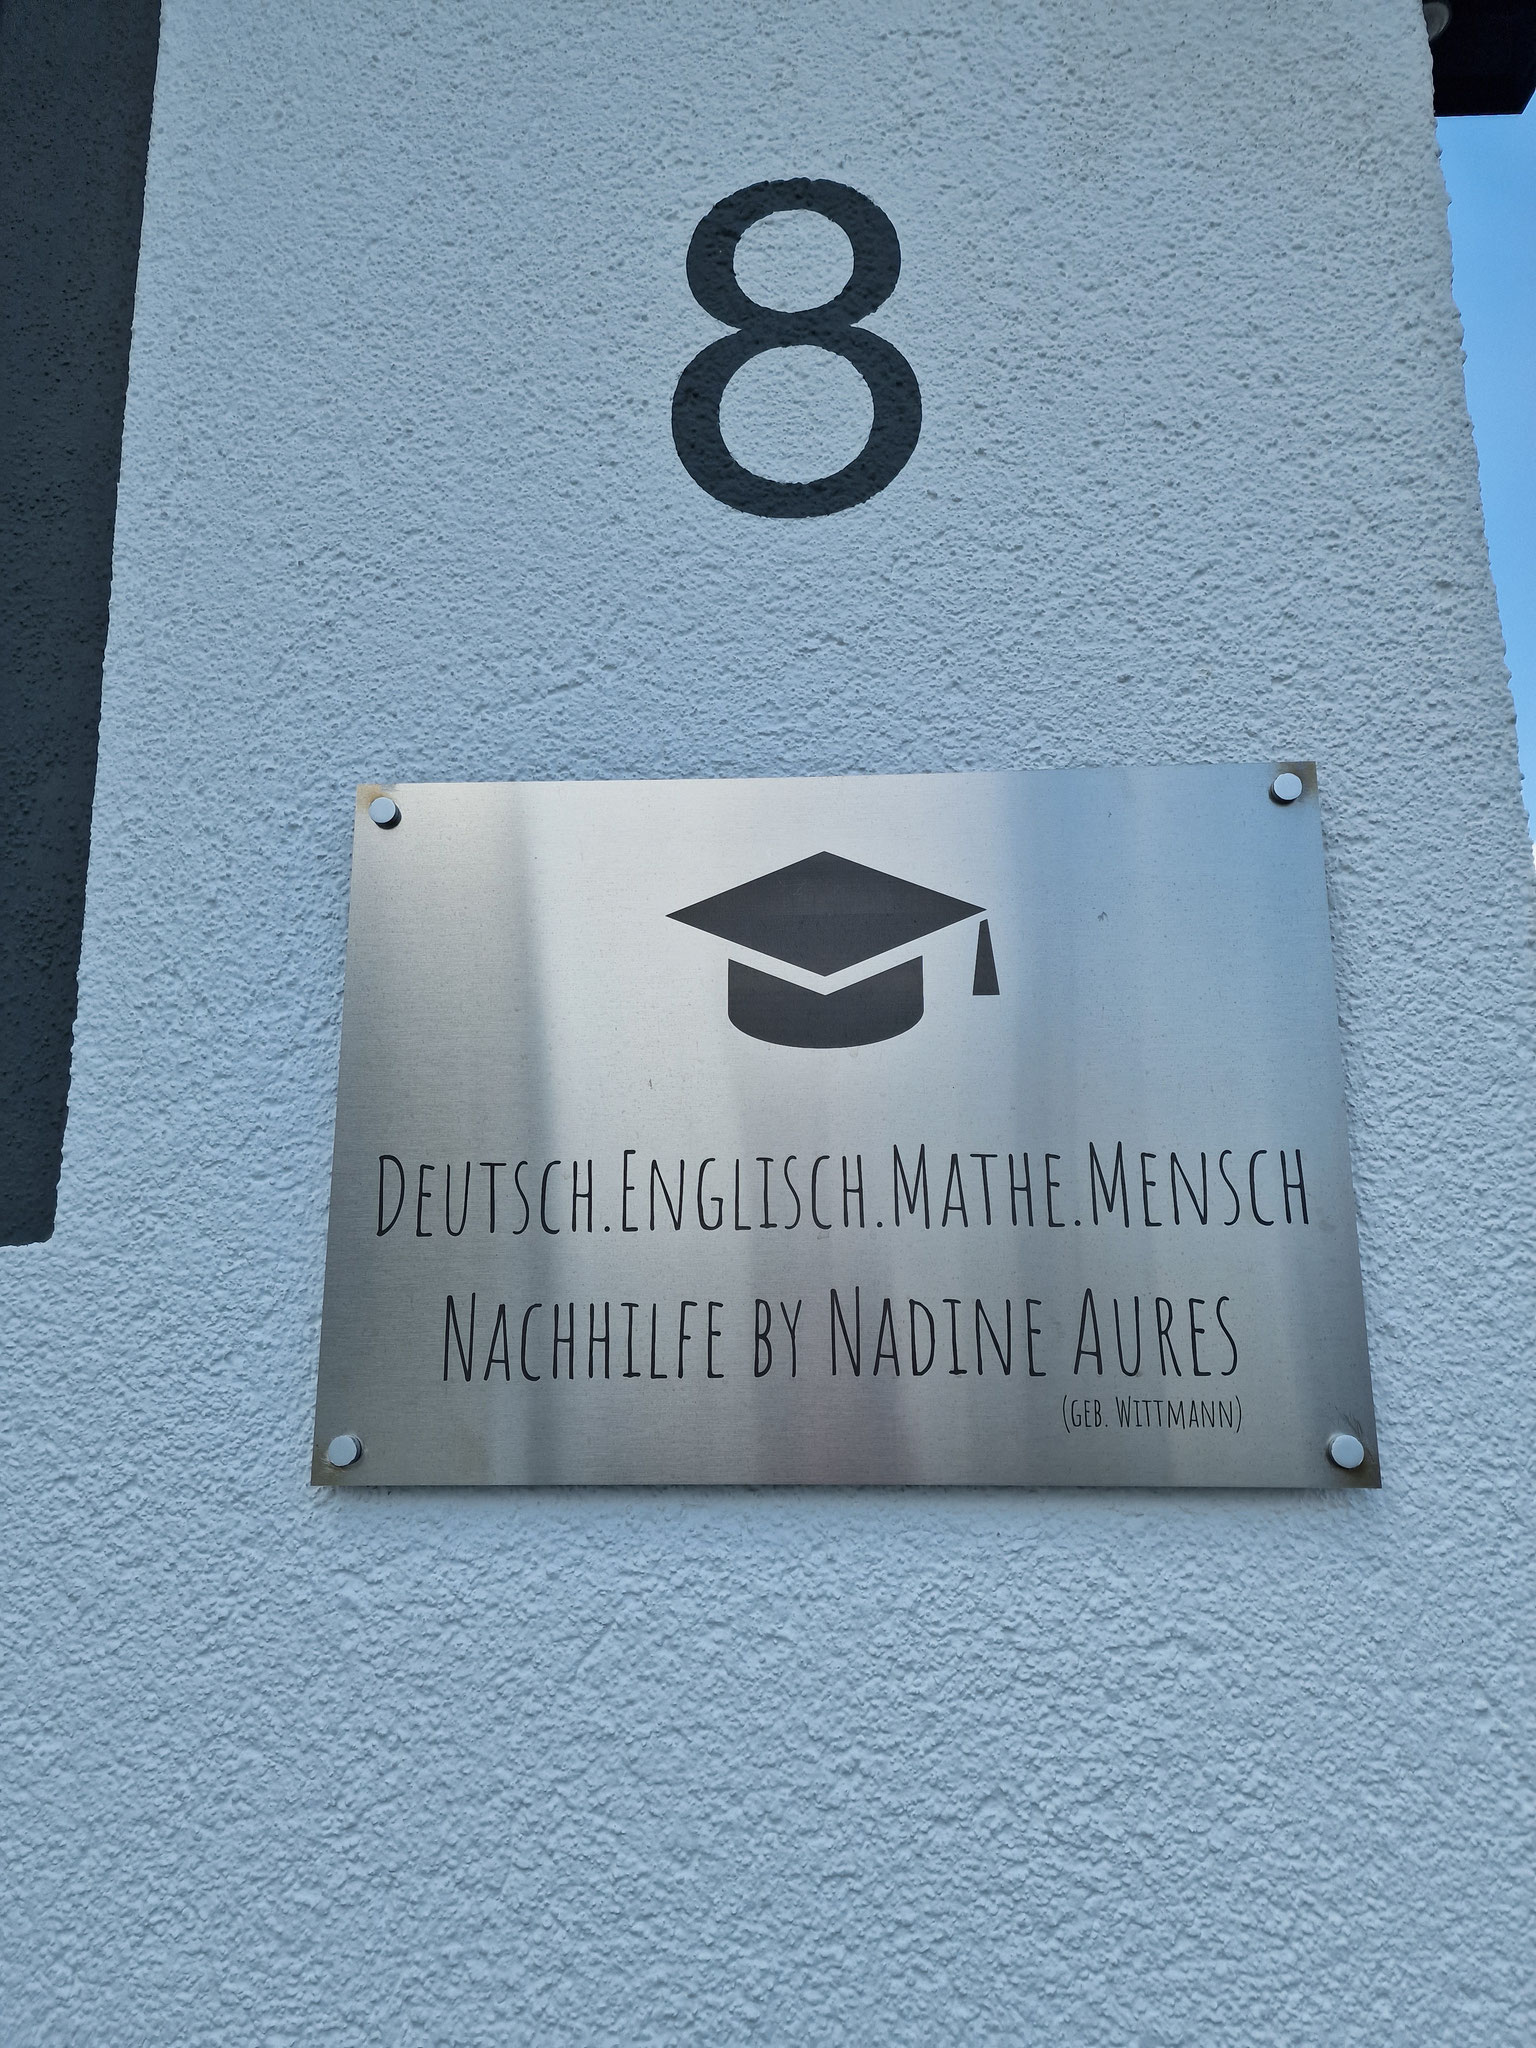 8
Deutsch.Englisch.Mathe.Mensch
Nachhilfe by Nadine Aures
(geb. Wittmann)